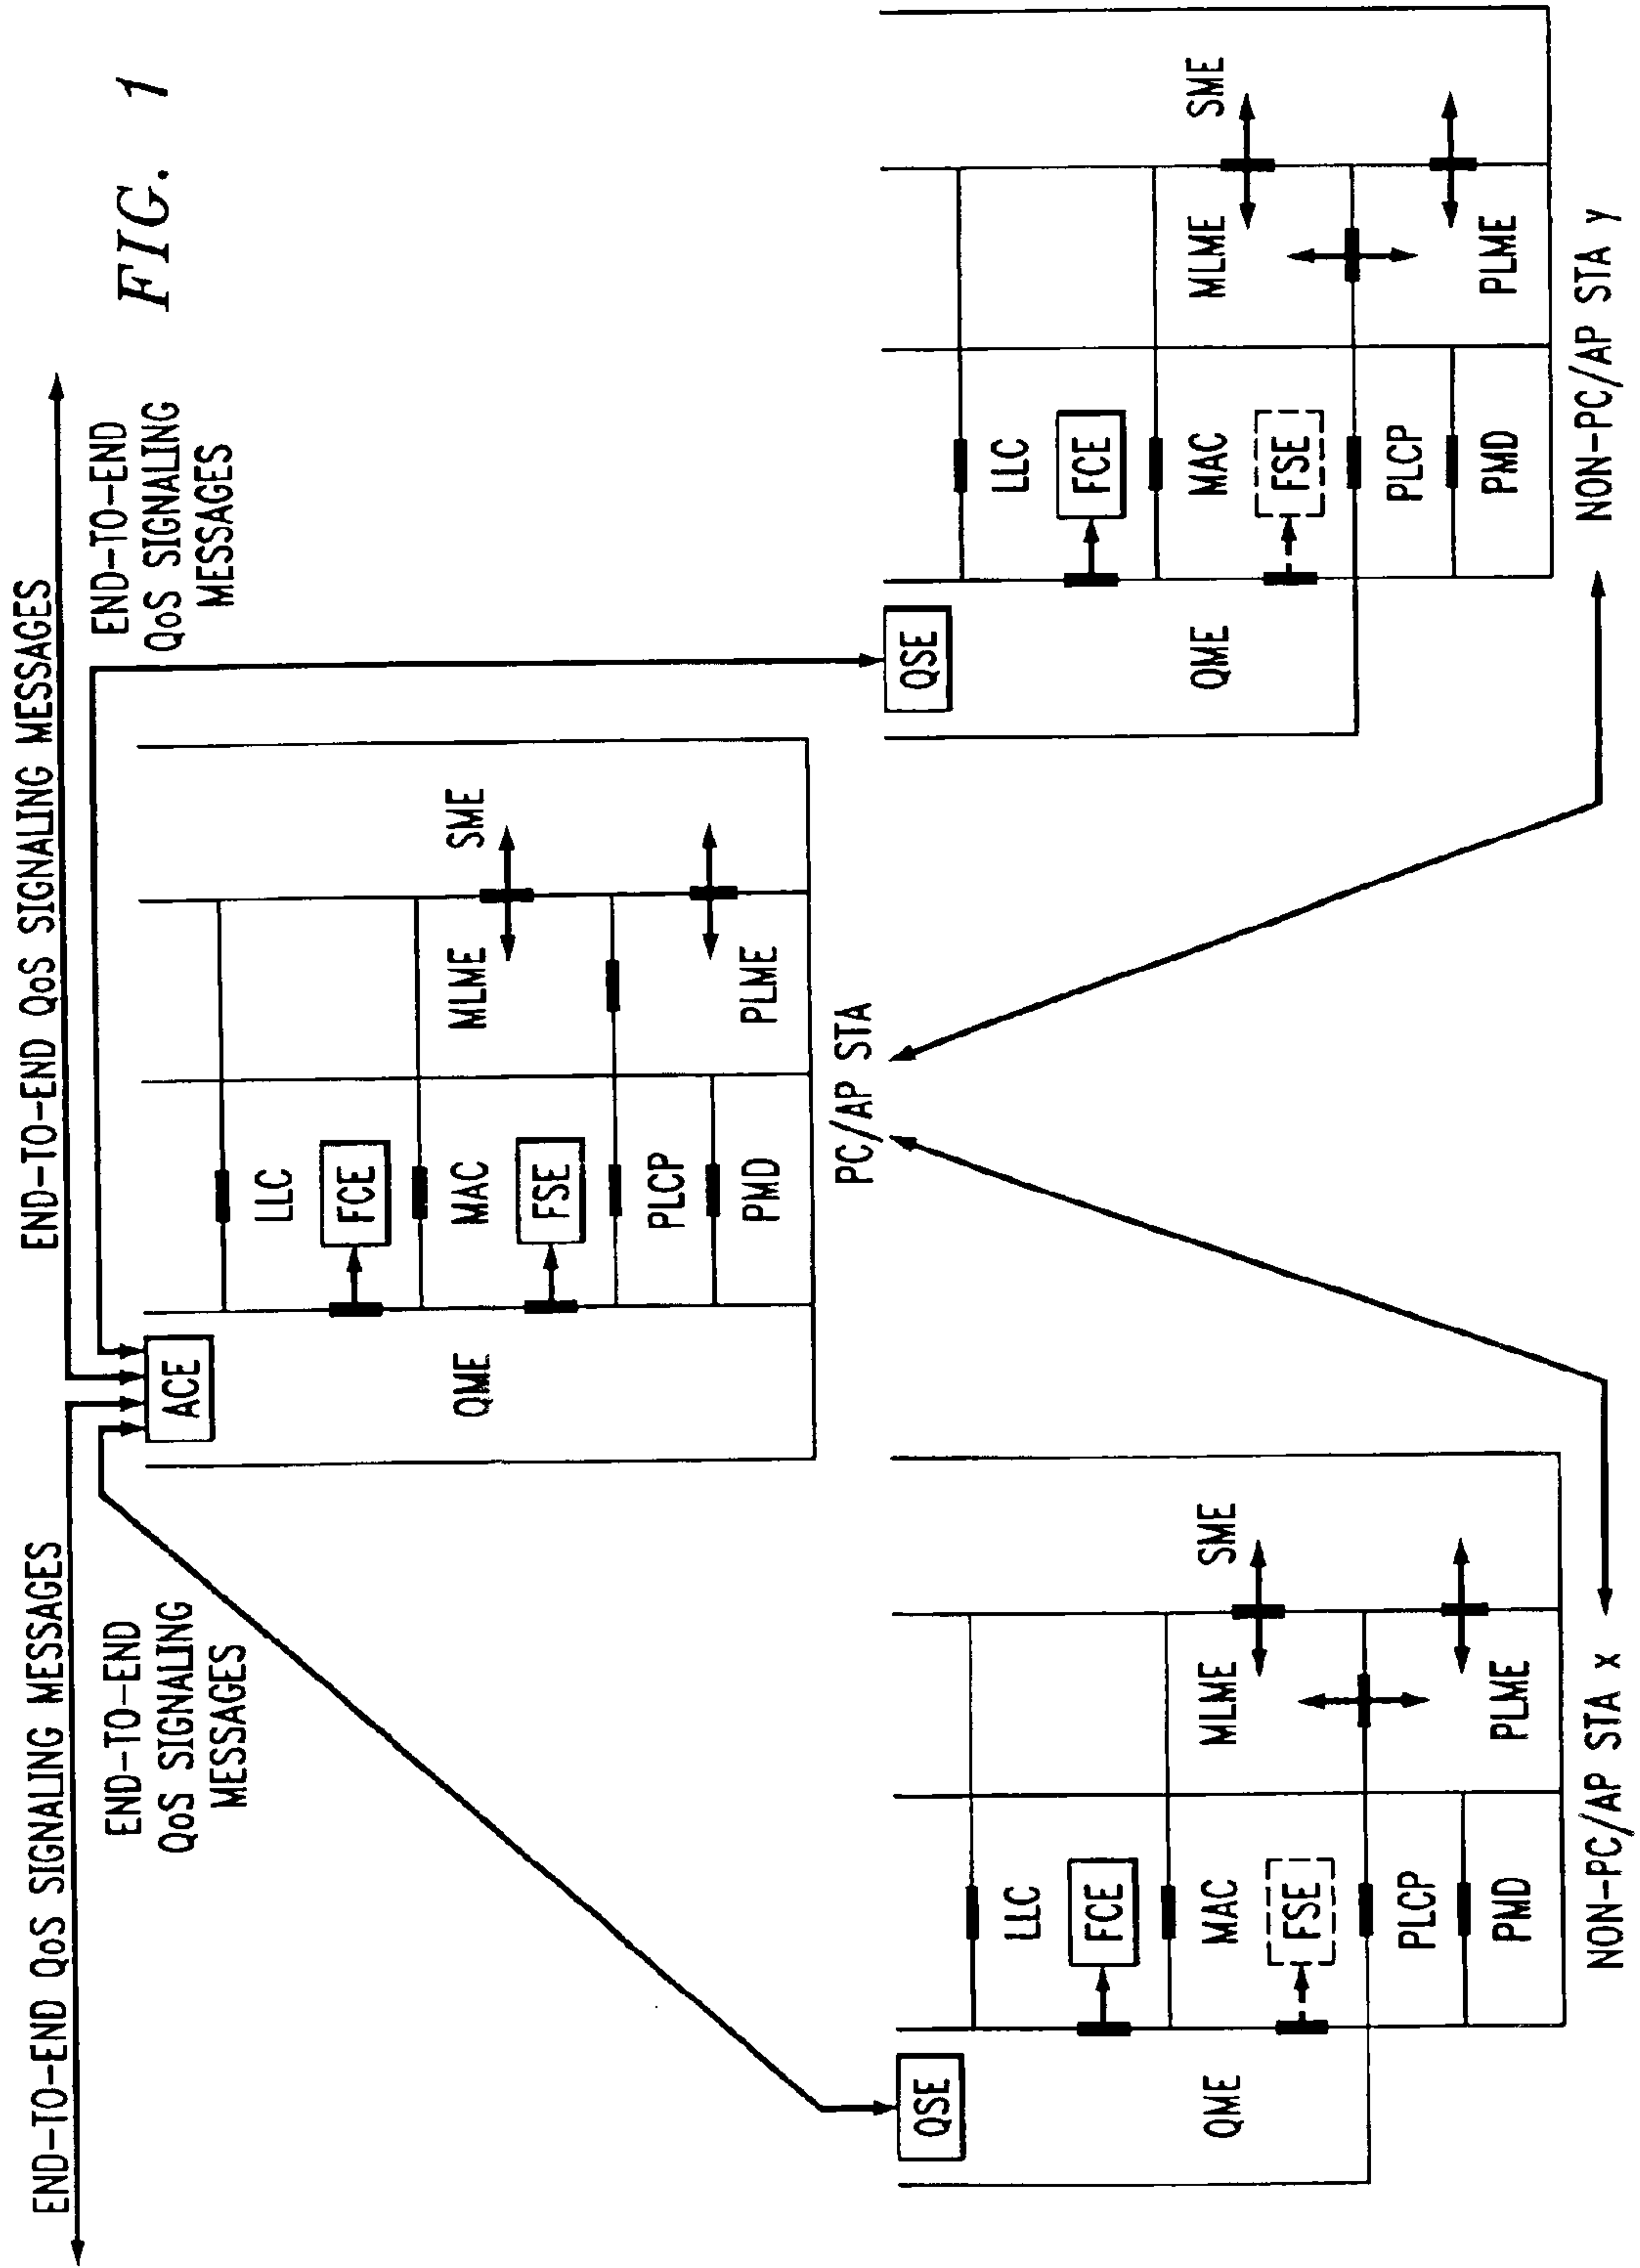 FIG. 1
END-TO-END QoS SIGNALING MESSAGES
END-TO-END QoS SIGNALING MESSAGES
END-TO-END
QoS SIGNALING
MESSAGES
END-TO-END
QoS SIGNALING
MESSAGES
ACE
QME
LLC
FCE
MAC
FSE
PLCP
PMD
MLME
PLME
SME
PC/AP STA
QSE
QME
LLC
FCE
MAC
FSE
PLCP
PMD
MLME
PLME
SME
NON-PC/AP STA x
QSE
QME
LLC
FCE
MAC
FSE
PLCP
PMD
MLME
PLME
SME
NON-PC/AP STA y